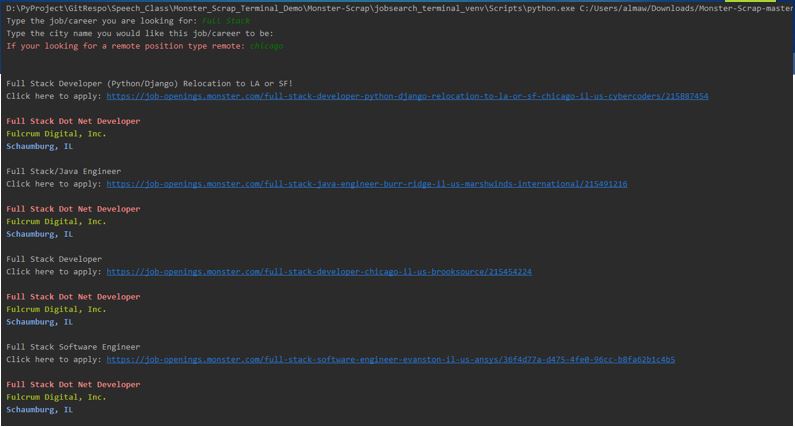 D:\PyProject\GitRespo\Speech_Class\Monster_Scrap_Terminal_Demo\Monster-Scrap\jobsearch_terminal_venv\Scripts\python.exe C:/Users/almaw/Downloads/Monster-Scrap-master
Type the job/career you are looking for: Full Stack
Type the city name you would like this job/career to be:
If your looking for a remote position type remote: chicago
Full Stack Developer (Python/Django) Relocation to LA or SF!
Click here to apply: https://job-openings.monster.com/full-stack-developer-python-django-relocation-to-la-or-sf-chicago-il-us-cybercoders/215887454
Full Stack Dot Net Developer
Fulcrum Digital, Inc.
Schaumburg, IL
Full Stack/Java Engineer
Click here to apply: https://job-openings.monster.com/full-stack-java-engineer-burr-ridge-il-us-marshwinds-international/215491216
Full Stack Dot Net Developer
Fulcrum Digital, Inc.
Schaumburg, IL
Full Stack Developer
Click here to apply: https://job-openings.monster.com/full-stack-developer-chicago-il-us-brooksource/215454224
Full Stack Dot Net Developer
Fulcrum Digital, Inc.
Schaumburg, IL
Full Stack Software Engineer
Click here to apply: https://job-openings.monster.com/full-stack-software-engineer-evanston-il-us-ansys/36f4d77a-d475-4fe0-96cc-b8fa62b1c4b5
Full Stack Dot Net Developer
Fulcrum Digital, Inc.
Schaumburg, IL